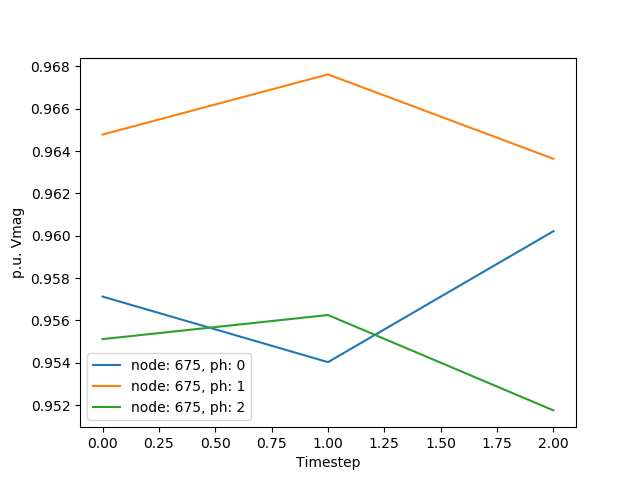 0.968
0.966
0.964
0.962
0.960
0.958
0.956
0.954
0.952
p.u. Vmag
node: 675, ph: 0
node: 675, ph: 1
node: 675, ph: 2
0.00 0.25 0.50 0.75 1.00 1.25 1.50 1.75 2.00
Timestep